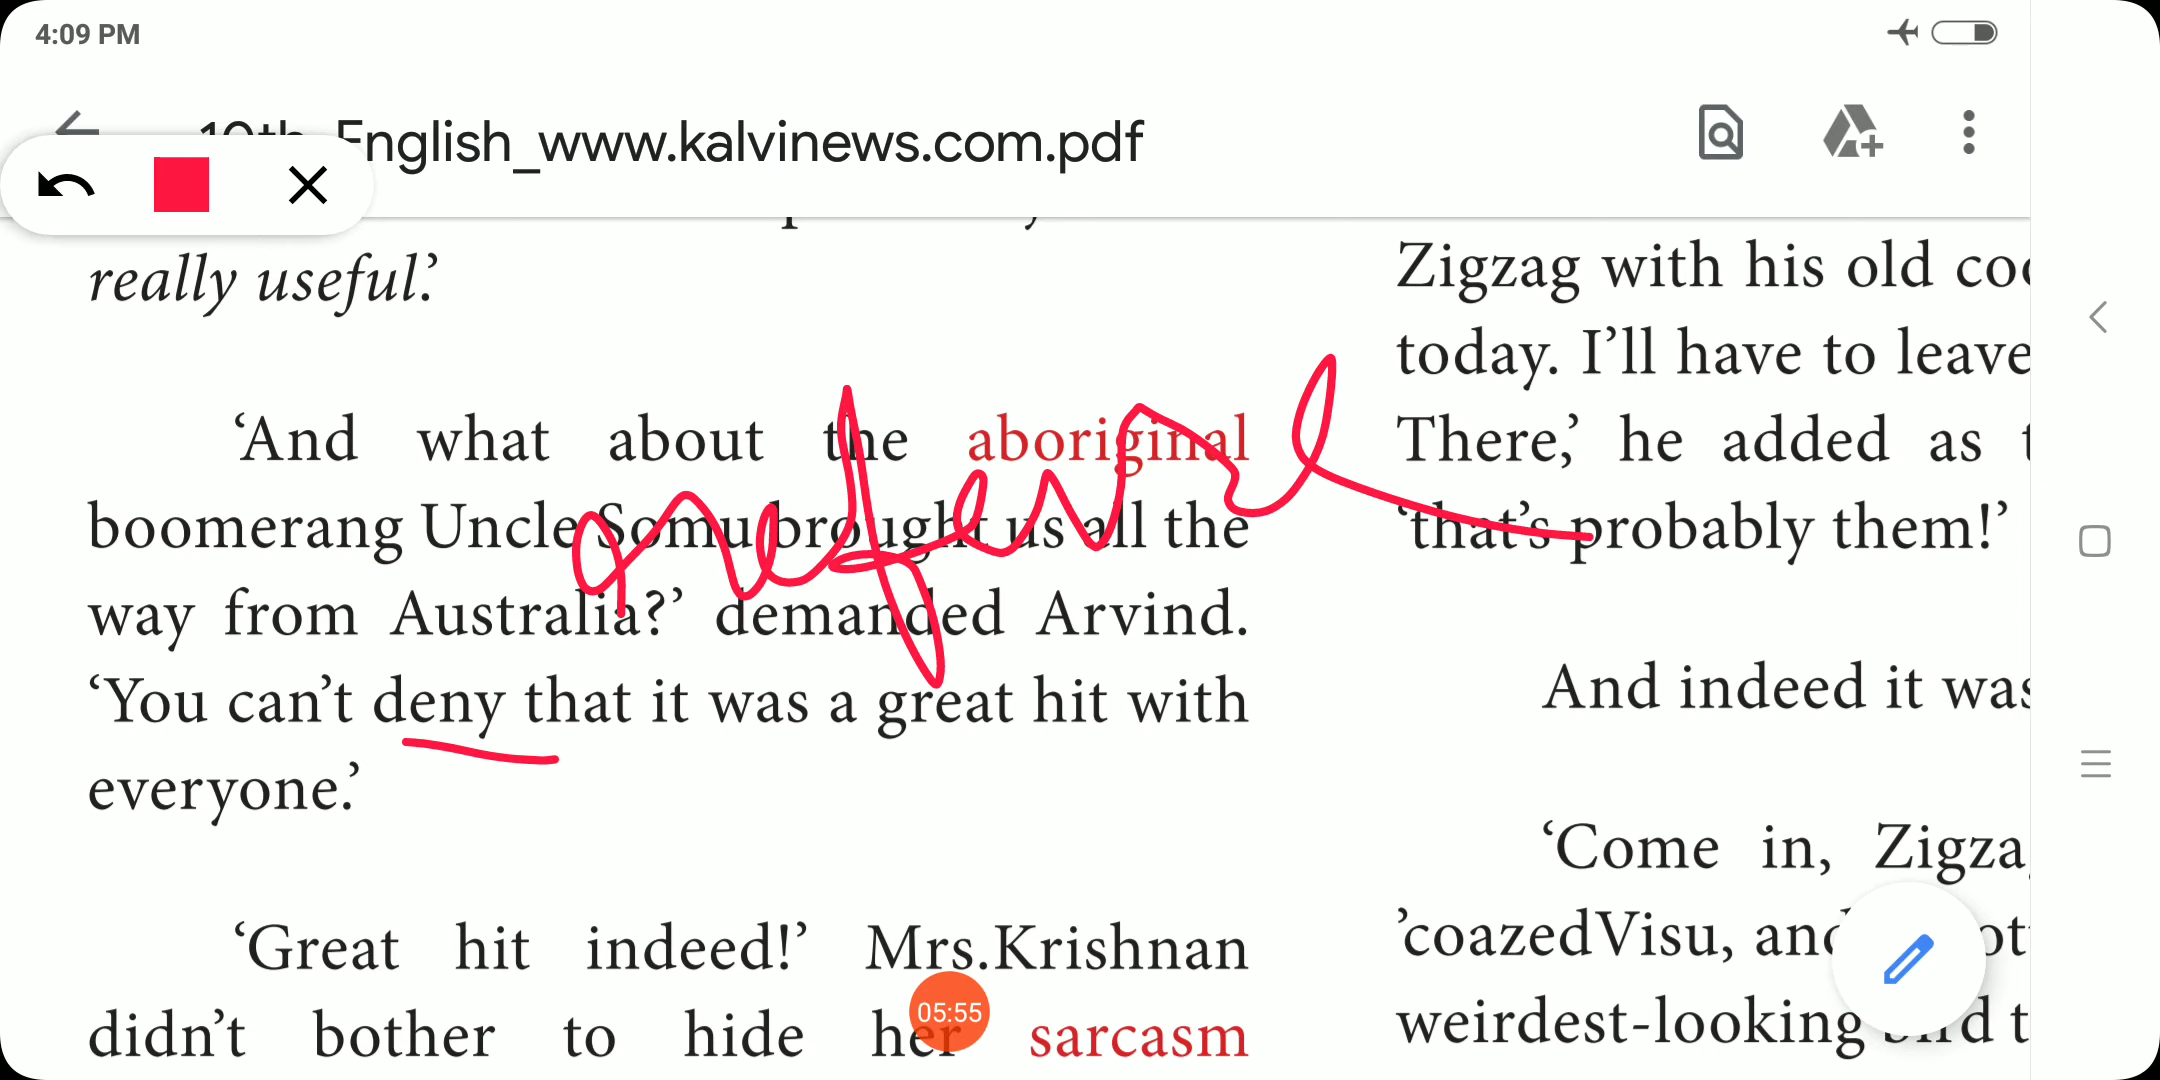 4:09 PM
English_www.kalvinews.com.pdf
really useful.’
‘And what about the aboriginal
boomerang Uncle Somu brought us all the
way from Australia?’ demanded Arvind.
‘You can’t deny that it was a great hit with
everyone.’
‘Great hit indeed!’ Mrs.Krishnan
didn’t bother to hide her sarcasm
05:55
Zigzag with his old
today. I’ll have to leave
There,’ he added as
‘that’s probably them!’
And indeed it was
‘Come in, Zigza
’coazedVisu, and
weirdest-looking